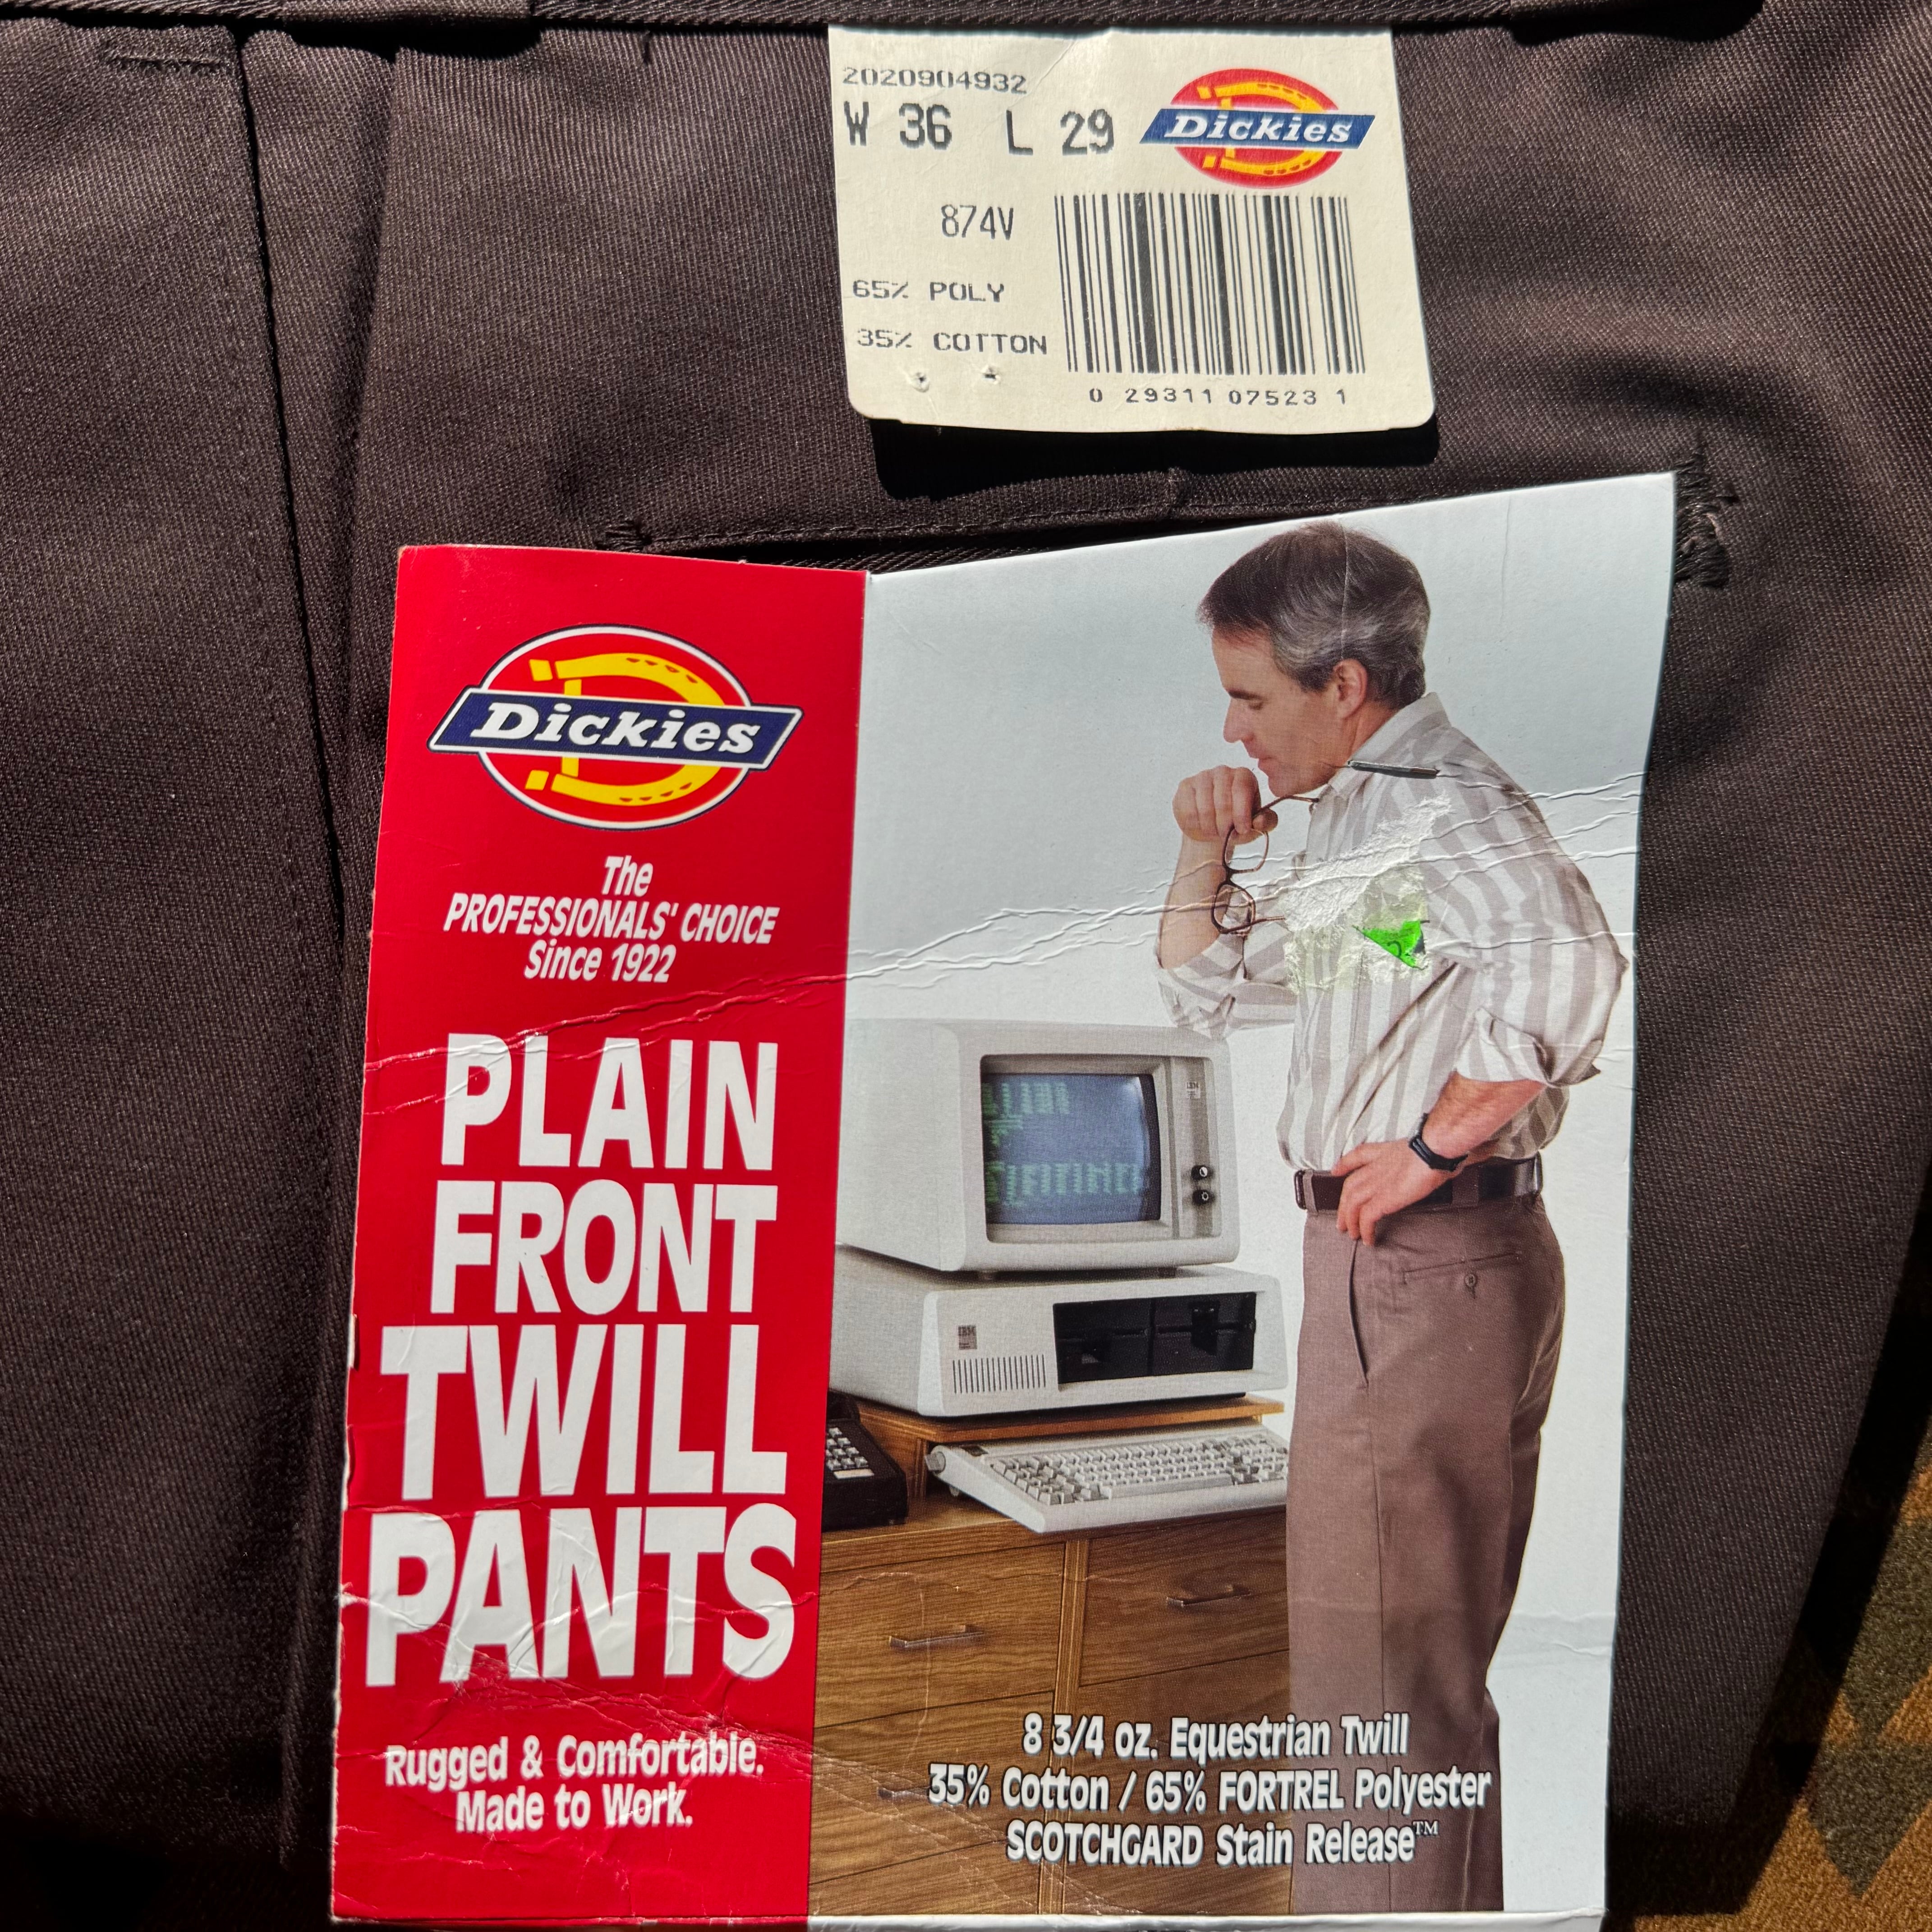 2020904932
W 36 L 29
Dickies
874V
65% POLY
35% COTTON
0 29311 07523 1
Dickies
The
PROFESSIONALS' CHOICE
Since 1922
PLAIN
FRONT
TWILL
PANTS
Rugged & Comfortable.
Made to Work.
IBM
8 3/4 oz. Equestrian Twill
35% Cotton / 65% FORTREL Polyester
SCOTCHGARD Stain Release™